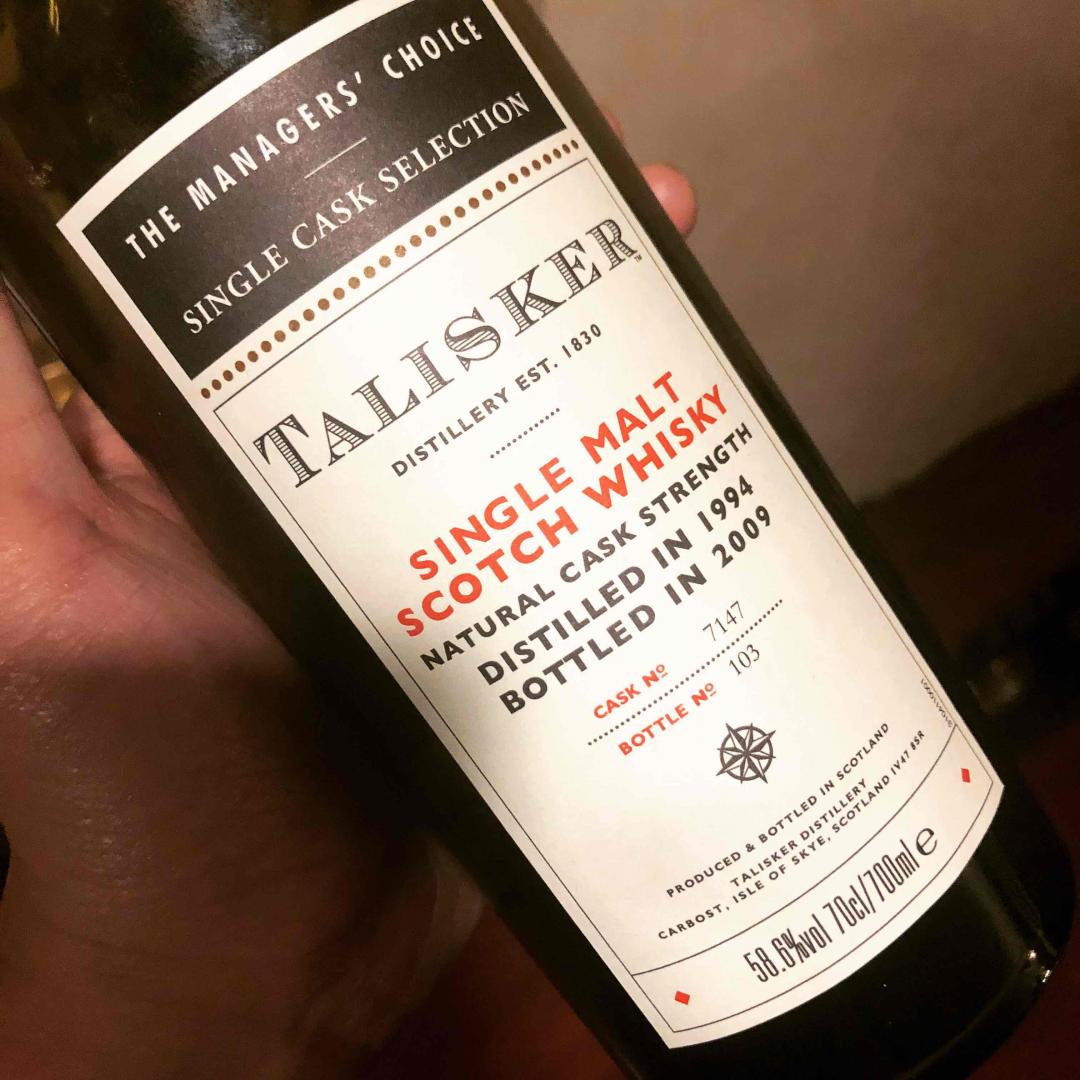 THE MANAGERS' CHOICE
SINGLE CASK SELECTION
TALISKER™
DISTILLERY EST. 1830
SINGLE MALT
SCOTCH WHISKY
NATURAL CASK STRENGTH
DISTILLED IN 1994
BOTTLED IN 2009
CASK Nº 7147
BOTTLE Nº 103
PRODUCED & BOTTLED IN SCOTLAND
TALISKER DISTILLERY
CARBOST, ISLE OF SKYE, SCOTLAND IV47 8SR
58.6%vol 70cl/700ml ℮